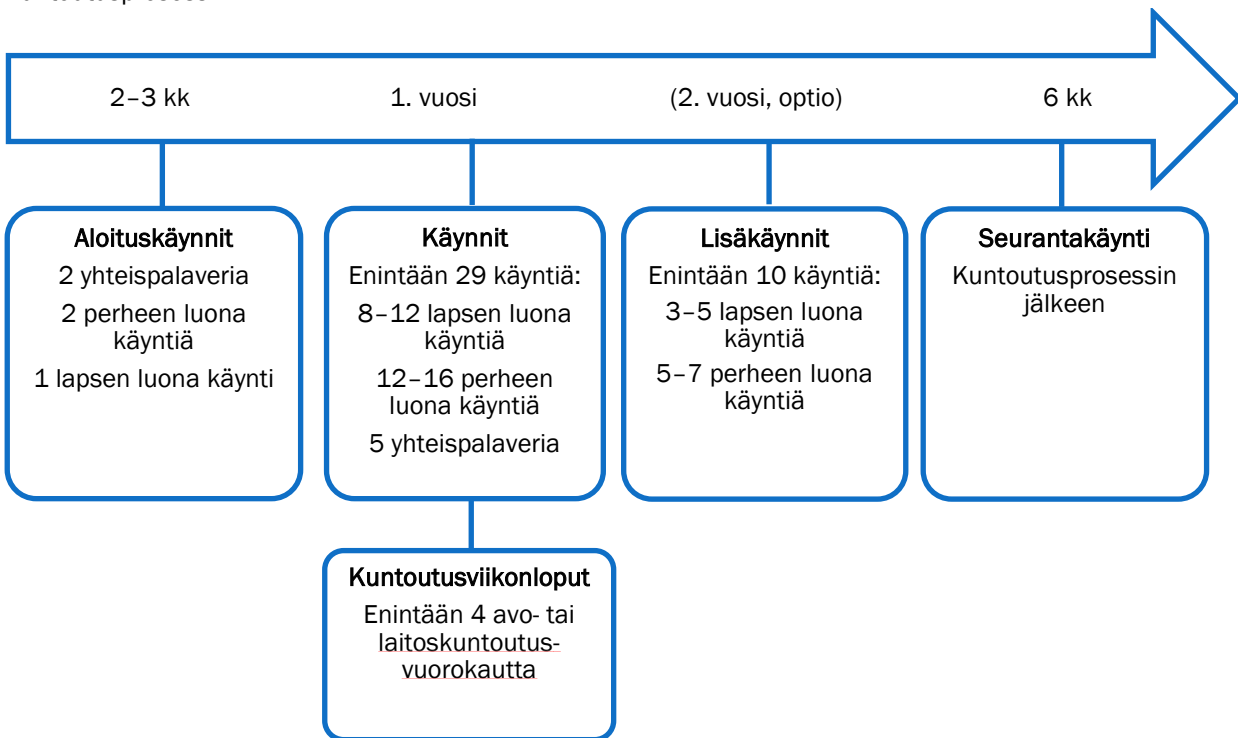 2–3 kk
1. vuosi
(2. vuosi, optio)
6 kk
Aloituskäynnit
2 yhteispalaveria
2 perheen luona
käyntiä
1 lapsen luona käynti
Käynnit
Enintään 29 käyntiä:
8–12 lapsen luona
käyntiä
12–16 perheen
luona käyntiä
5 yhteispalaveria
Lisäkäynnit
Enintään 10 käyntiä:
3–5 lapsen luona
käyntiä
5–7 perheen luona
käyntiä
Seurantakäynti
Kuntoutusprosessin
jälkeen
Kuntoutusviikonloput
Enintään 4 avo- tai
laitoskuntoutus-
vuorokautta